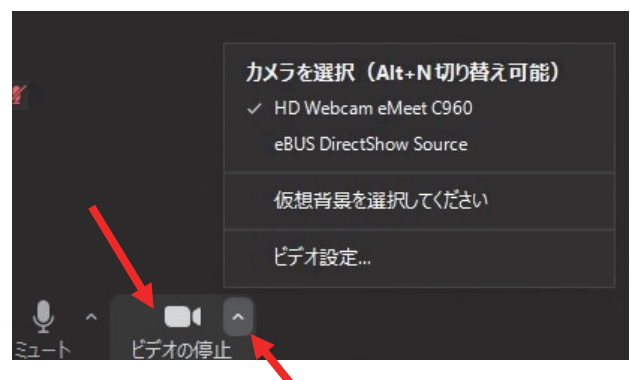 カメラを選択（Alt+N切り替え可能）
HD Webcam eMeet C960
eBUS DirectShow Source
仮想背景を選択してください
ビデオ設定...
ミュート
ビデオの停止